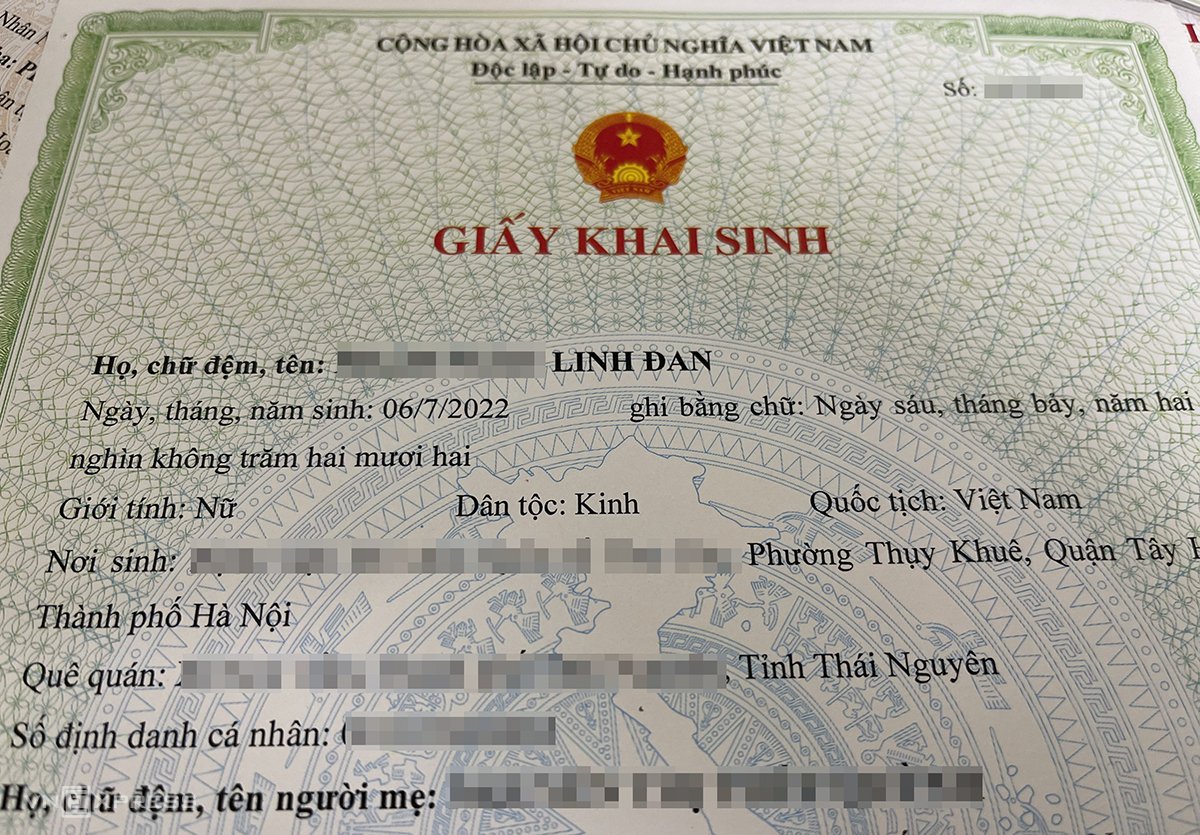 CỘNG HÒA XÃ HỘI CHỦ NGHĨA VIỆT NAM
Độc lập - Tự do - Hạnh phúc
Số:
VIỆT NAM
GIẤY KHAI SINH
Họ, chữ đệm, tên: LINH ĐAN
Ngày, tháng, năm sinh: 06/7/2022 ghi bằng chữ: Ngày sáu, tháng bảy, năm hai
nghìn không trăm hai mươi hai
Giới tính: Nữ Dân tộc: Kinh Quốc tịch: Việt Nam
Nơi sinh: Phường Thụy Khuê, Quận Tây
Thành phố Hà Nội
Quê quán: , Tỉnh Thái Nguyên
Số định danh cá nhân:
Họ, chữ đệm, tên người mẹ: